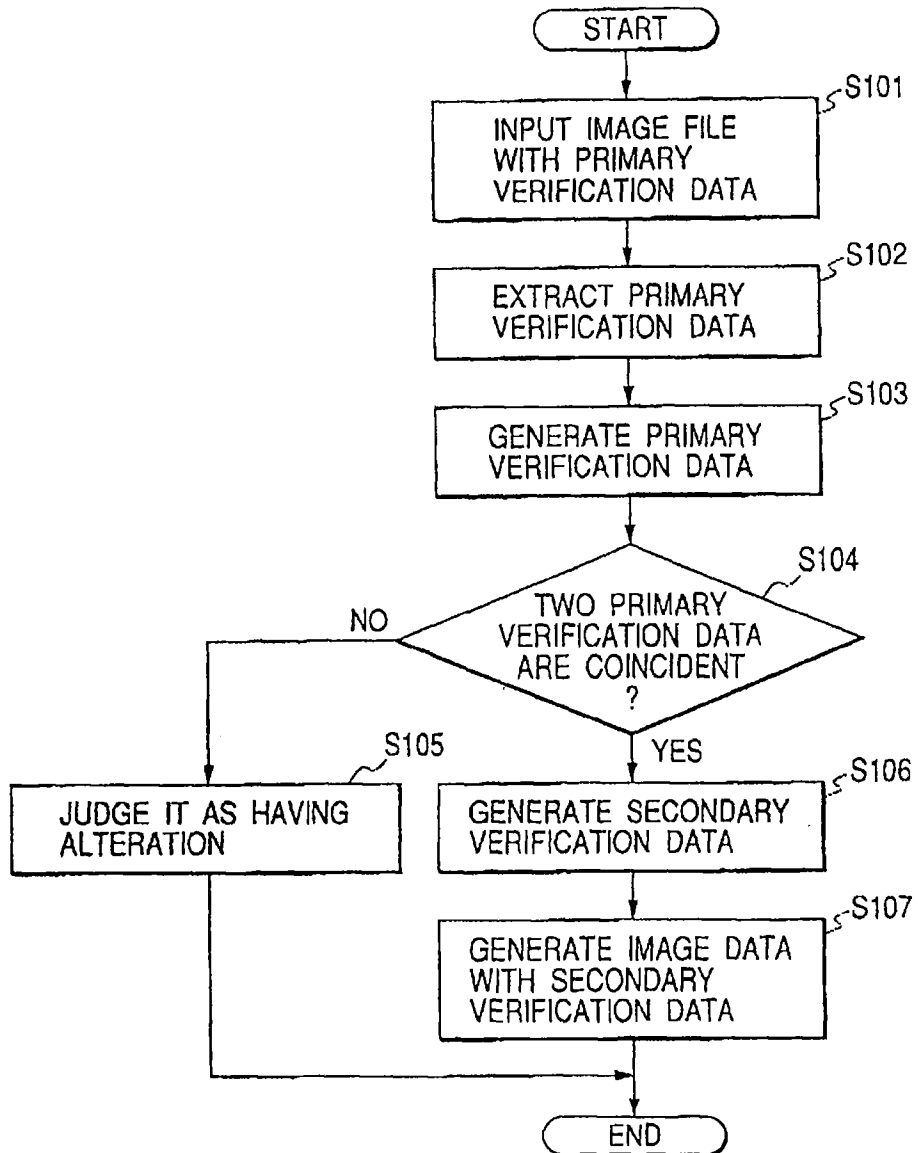 START
S101
INPUT IMAGE FILE
WITH PRIMARY
VERIFICATION DATA
S102
EXTRACT PRIMARY
VERIFICATION DATA
S103
GENERATE PRIMARY
VERIFICATION DATA
S104
TWO PRIMARY
VERIFICATION DATA
ARE COINCIDENT
?
NO
YES
S105
JUDGE IT AS HAVING
ALTERATION
S106
GENERATE SECONDARY
VERIFICATION DATA
S107
GENERATE IMAGE DATA
WITH SECONDARY
VERIFICATION DATA
END